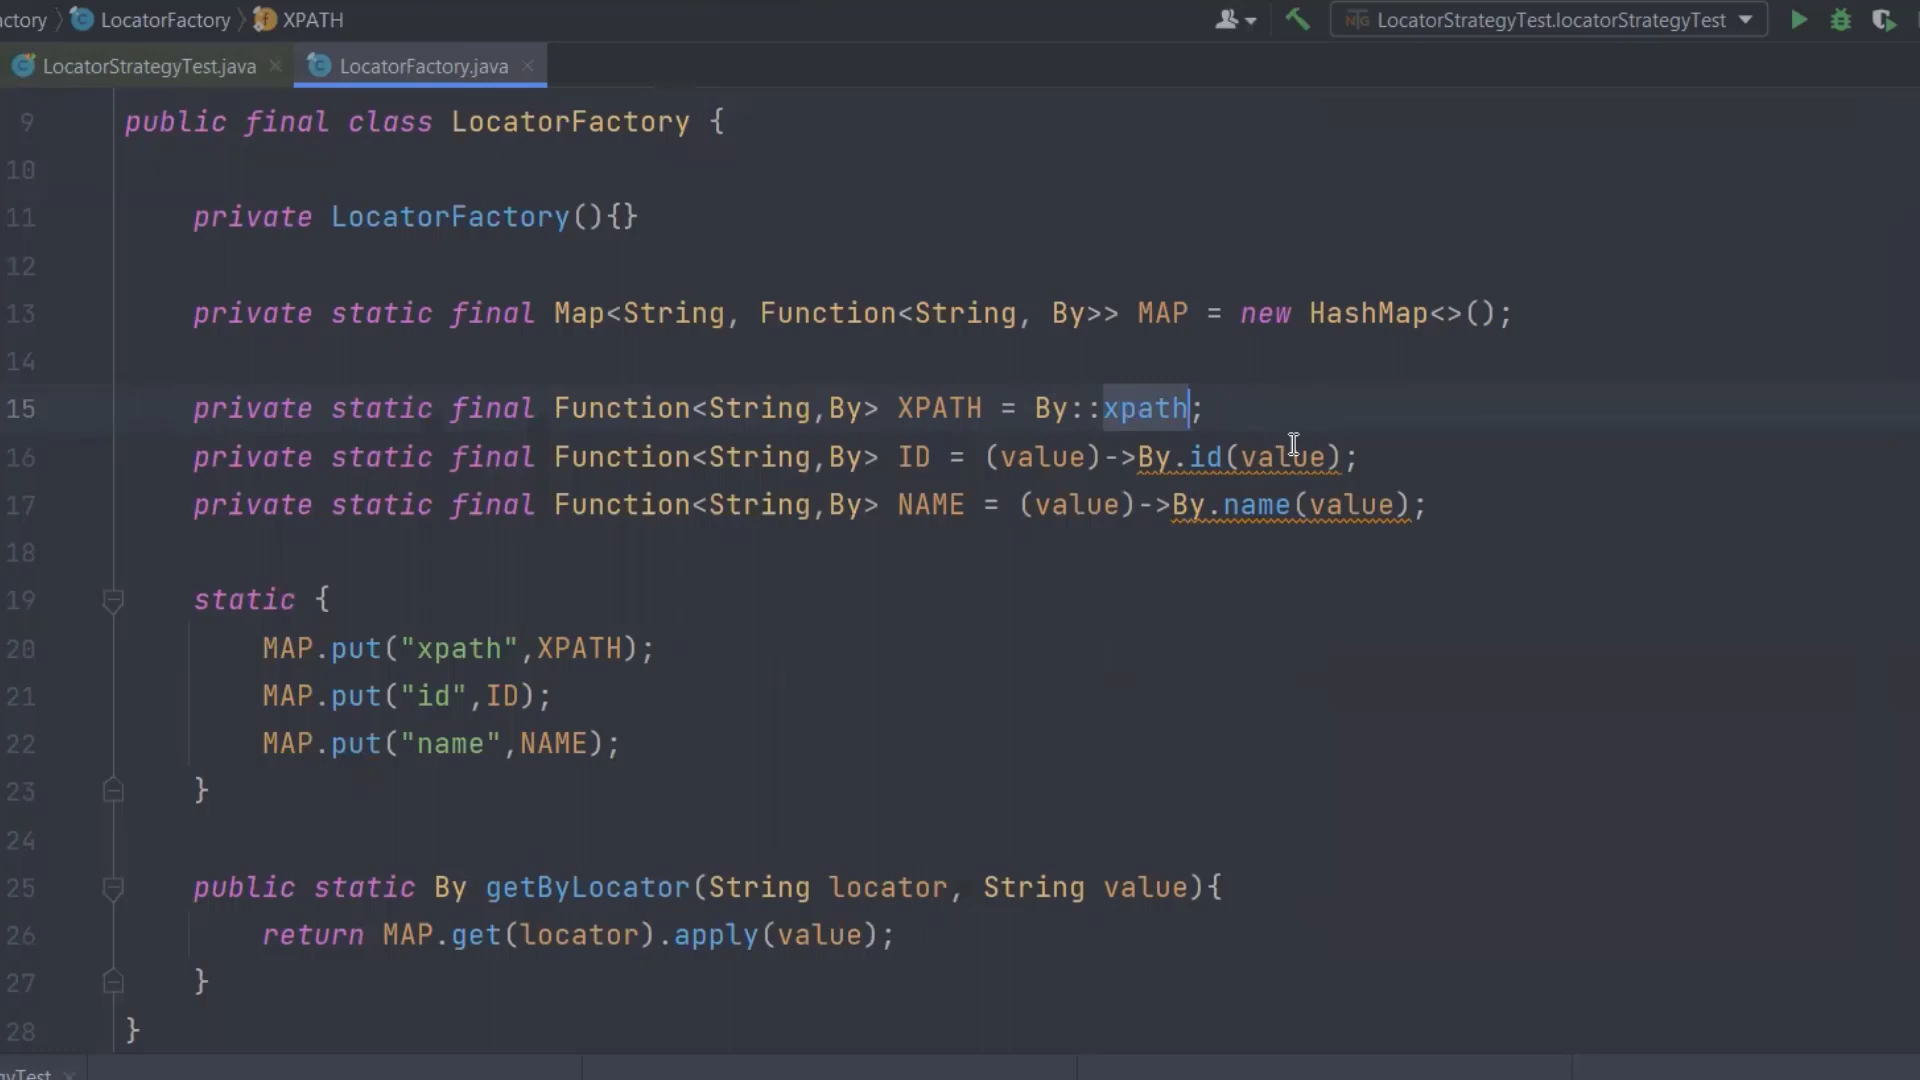 ctory LocatorFactory XPATH LocatorStrategyTest.locatorStrategyTest
LocatorStrategyTest.java LocatorFactory.java
9 public final class LocatorFactory {
10
11 private LocatorFactory(){}
12
13 private static final Map<String, Function<String, By>> MAP = new HashMap<>();
14
15 private static final Function<String,By> XPATH = By::xpath;
16 private static final Function<String,By> ID = (value)->By.id(value);
17 private static final Function<String,By> NAME = (value)->By.name(value);
18
19 static {
20 MAP.put("xpath",XPATH);
21 MAP.put("id",ID);
22 MAP.put("name",NAME);
23 }
24
25 public static By getByLocator(String locator, String value){
26 return MAP.get(locator).apply(value);
27 }
28 }
gyTest